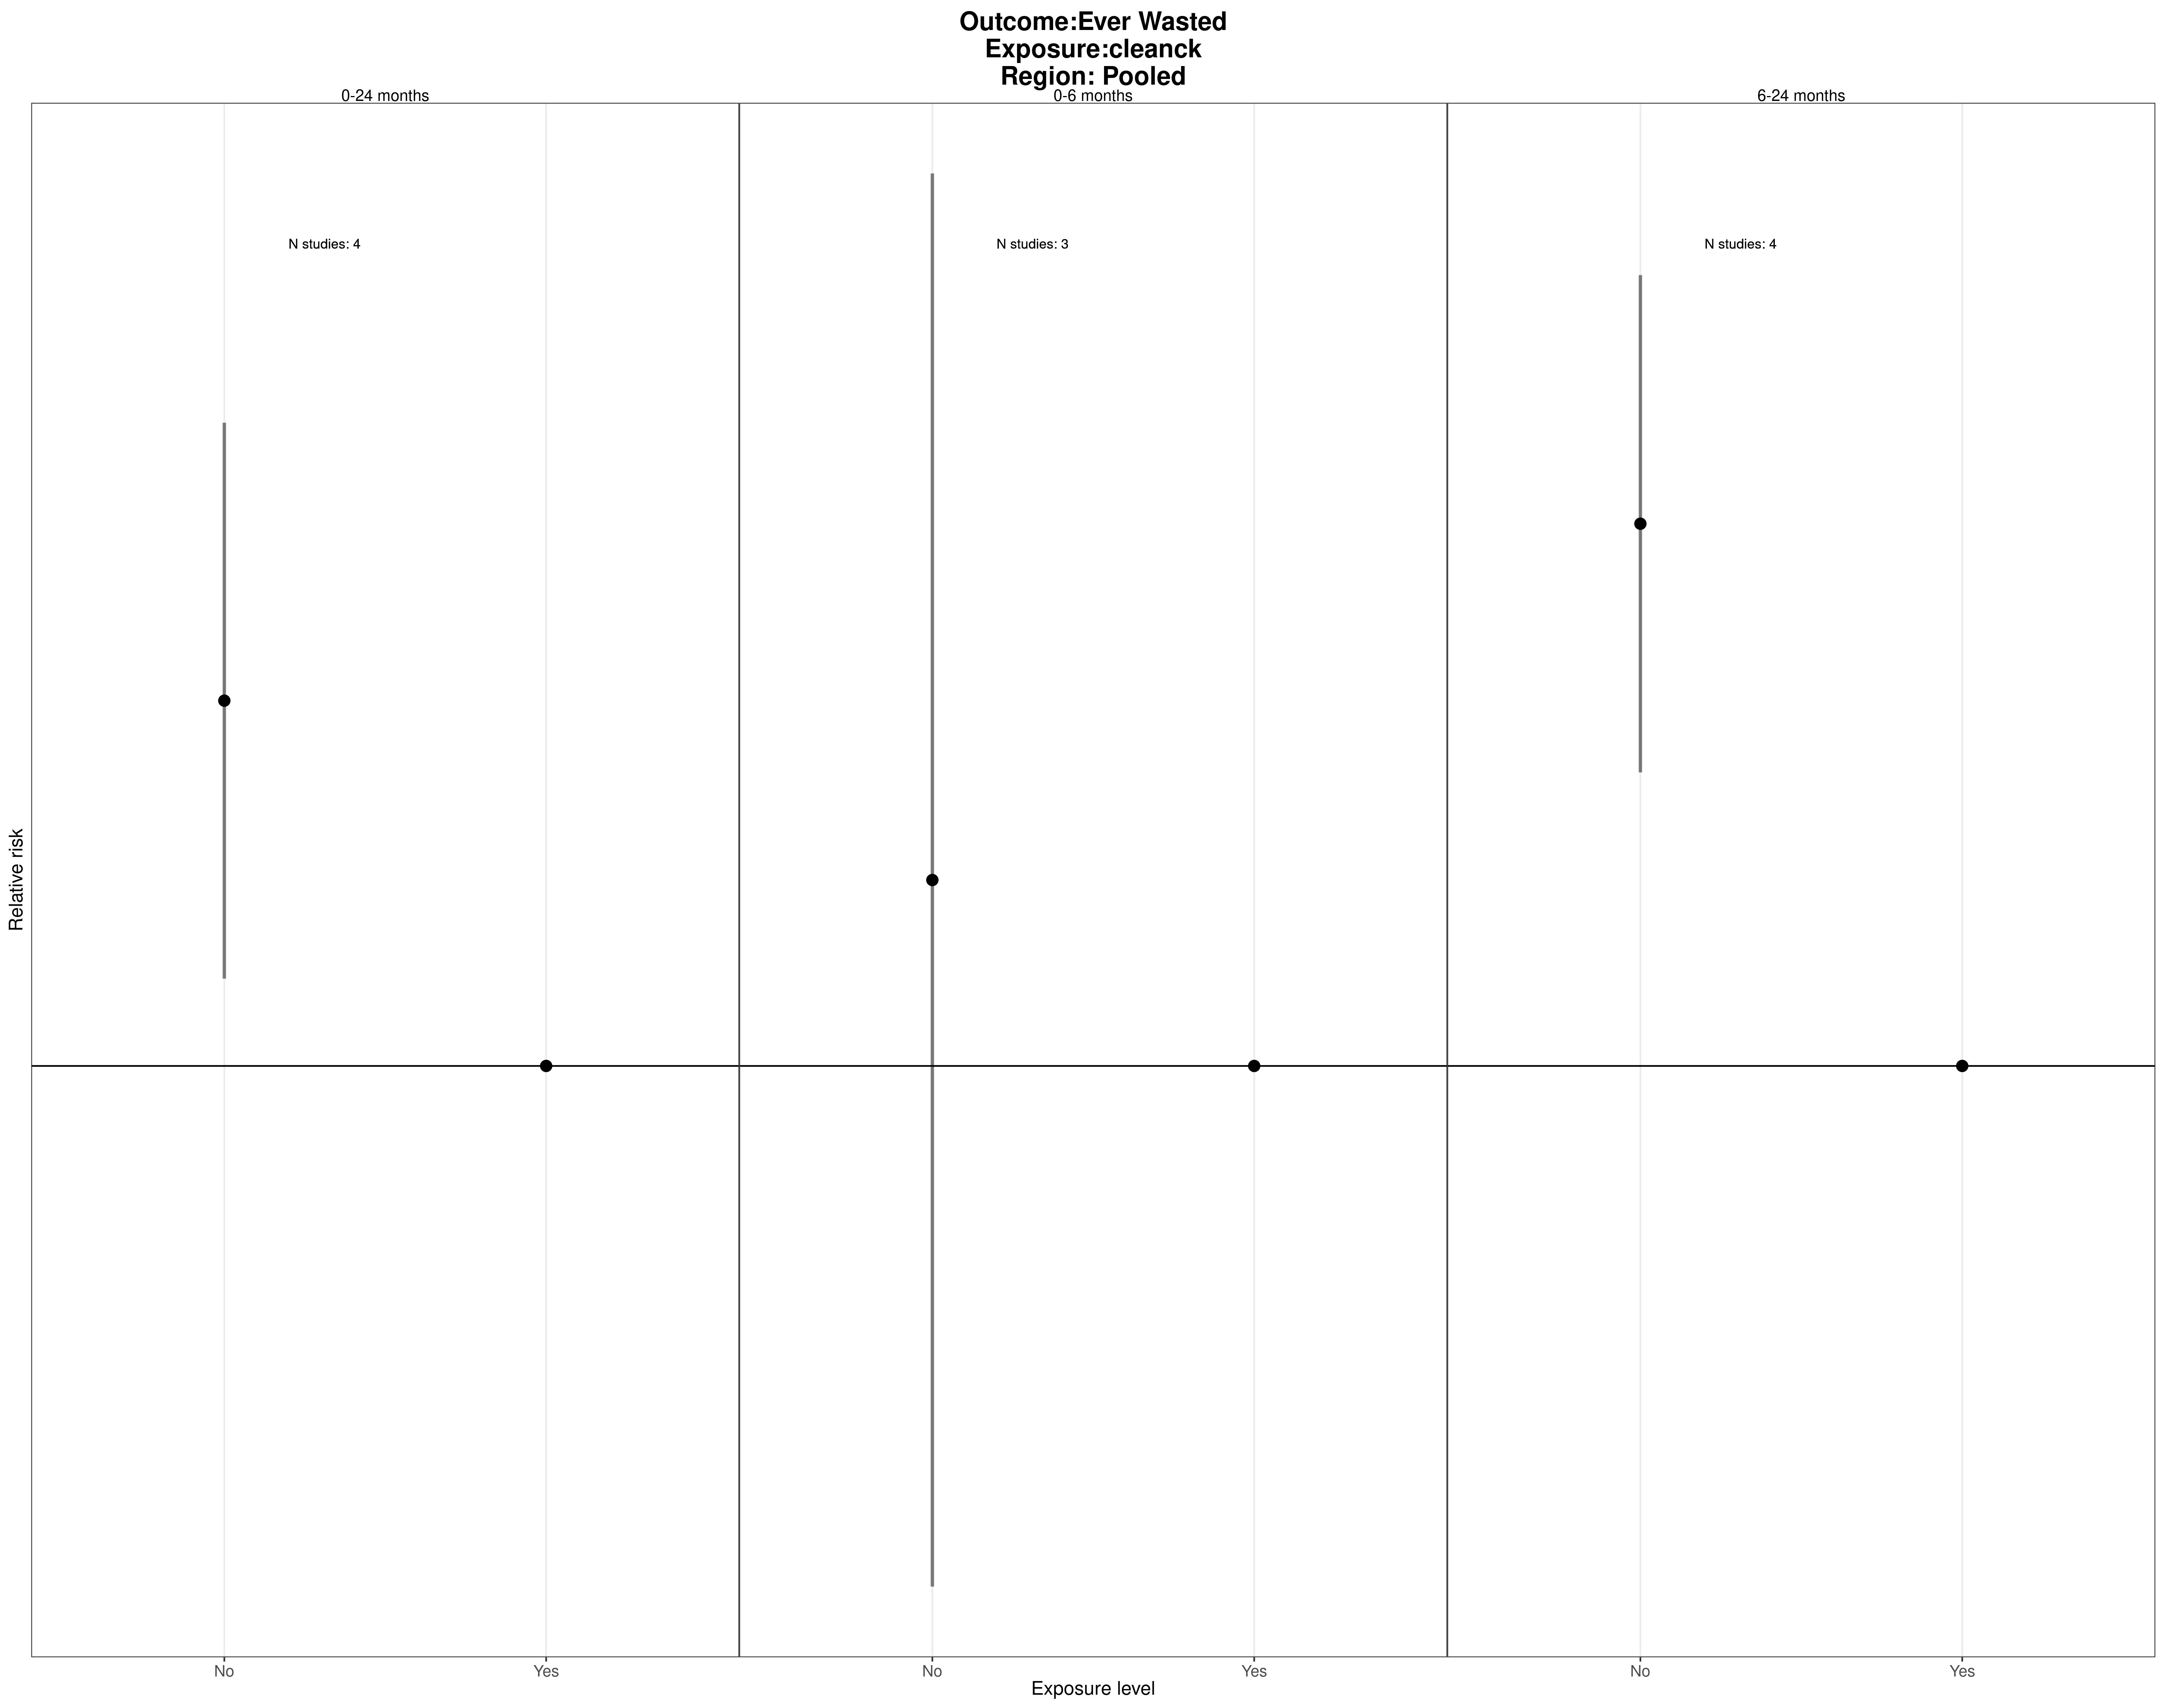 Outcome:Ever Wasted
Exposure:cleanck
Region: Pooled
0-24 months
0-6 months
6-24 months
N studies: 4
N studies: 3
N studies: 4
Relative risk
No
Yes
No
Yes
No
Yes
Exposure level